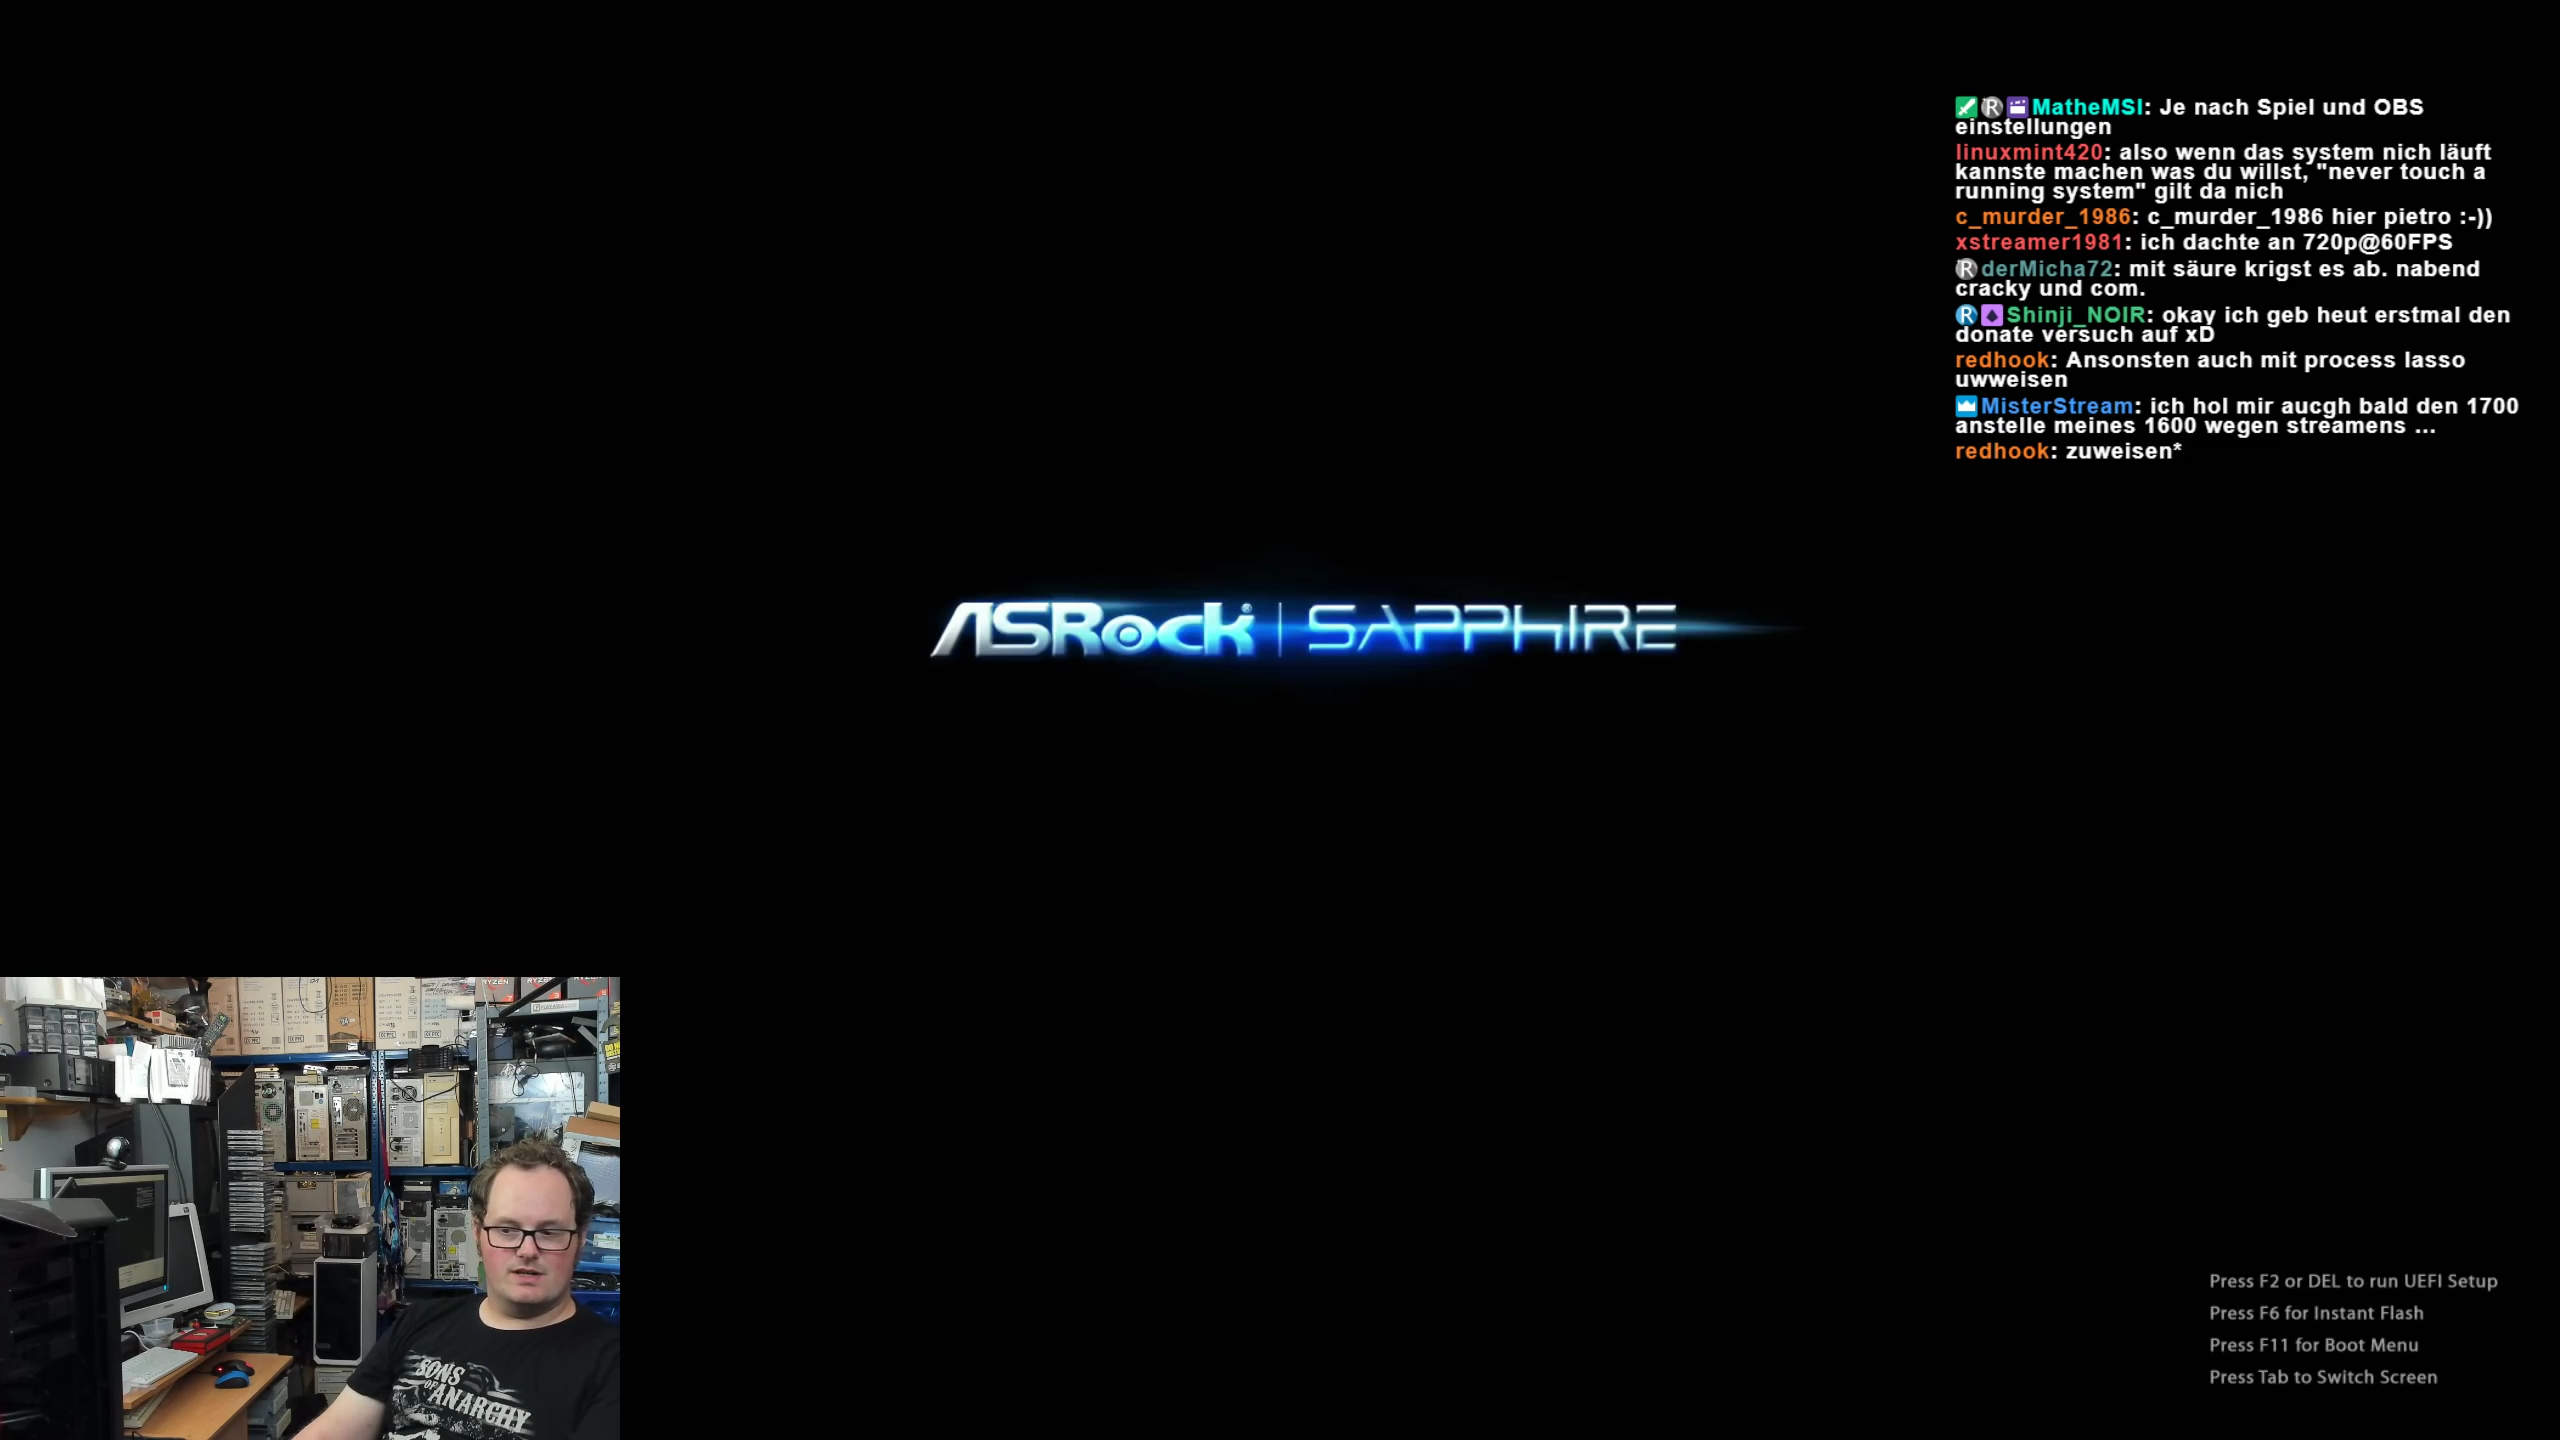 MatheMSI: Je nach Spiel und OBS
einstellungen
linuxmint420: also wenn das system nich läuft
kannste machen was du willst, "never touch a
running system" gilt da nich
c_murder_1986: c_murder_1986 hier pietro :-))
xstreamer1981: ich dachte an 720p@60FPS
derMicha72: mit säure krigst es ab. nabend
cracky und com.
Shinji_NOIR: okay ich geb heut erstmal den
donate versuch auf xD
redhook: Ansonsten auch mit process lasso
uwweisen
MisterStream: ich hol mir aucgh bald den 1700
anstelle meines 1600 wegen streamens ...
redhook: zuweisen*
ASRock® | SAPPHIRE
RYZEN
SONS
OF
ANARCHY
Press F2 or DEL to run UEFI Setup
Press F6 for Instant Flash
Press F11 for Boot Menu
Press Tab to Switch Screen